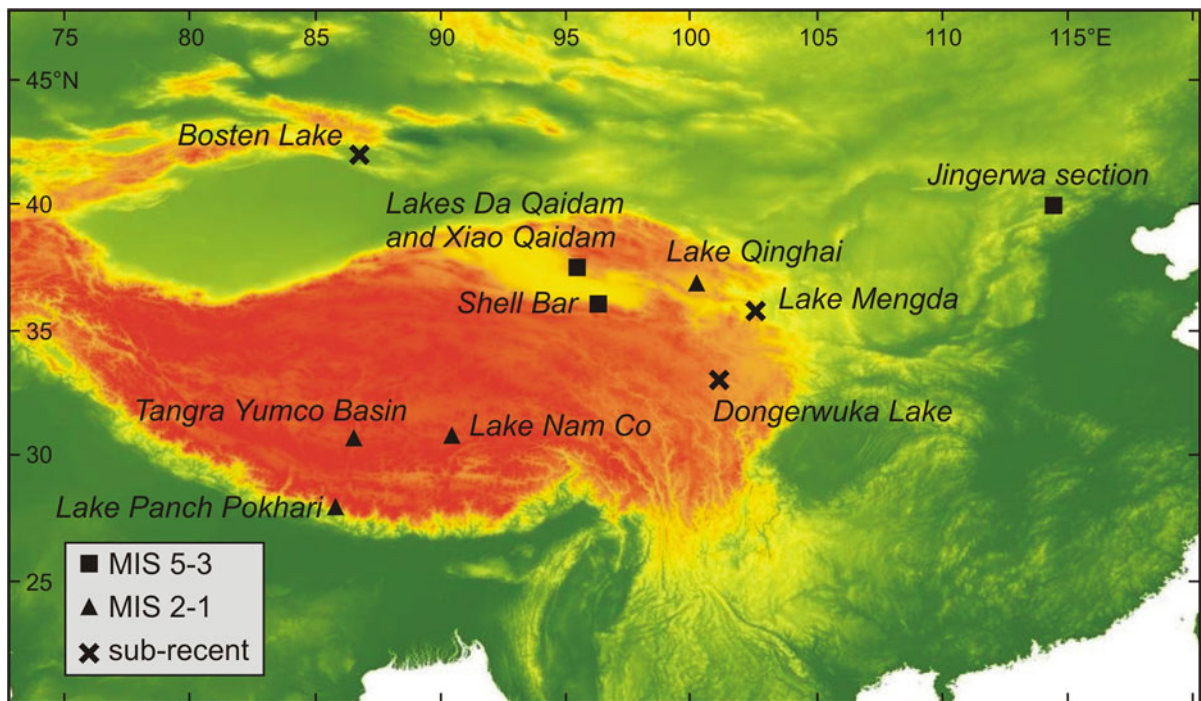 75 80 85 90 95 100 105 110 115°E
45°N
Bosten Lake
Jingerwa section
40
Lakes Da Qaidam
and Xiao Qaidam
Lake Qinghai
Shell Bar
Lake Mengda
35
Tangra Yumco Basin
Lake Nam Co
Dongerwuka Lake
30
Lake Panch Pokhari
MIS 5-3
25
MIS 2-1
sub-recent